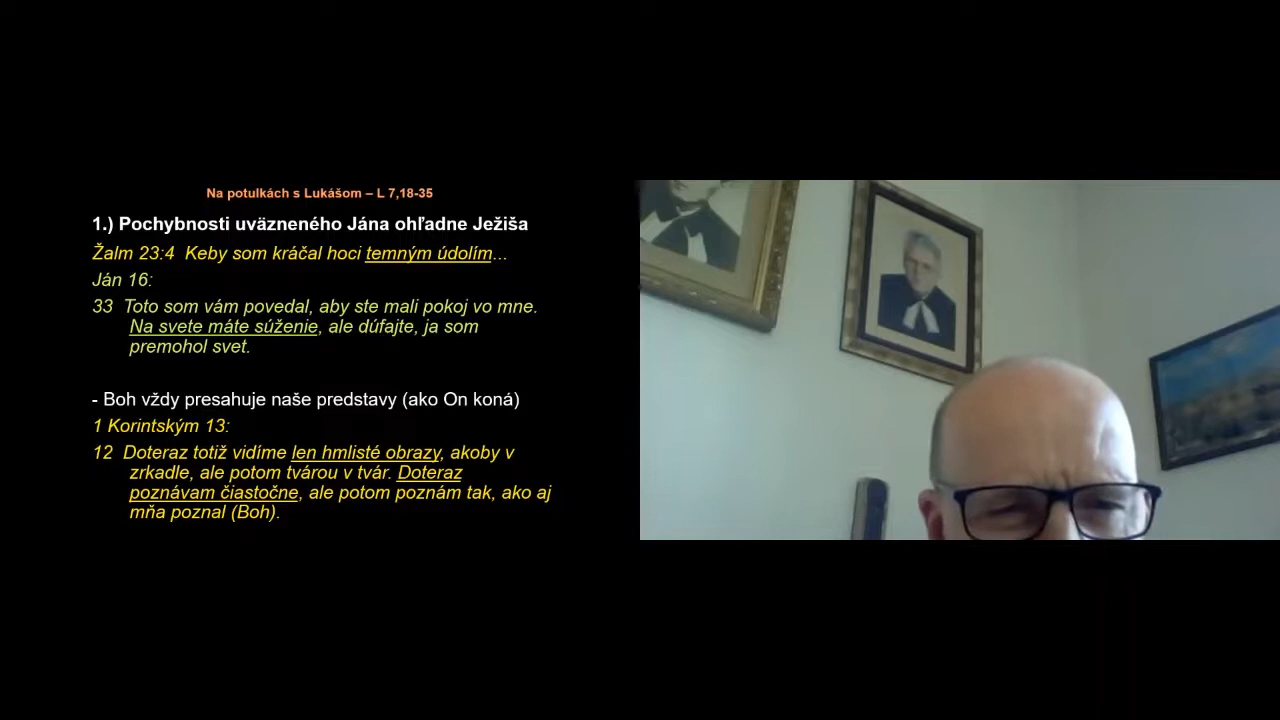 Na potulkách s Lukášom – L 7,18-35
1.) Pochybnosti uväzneného Jána ohľadne Ježiša
Žalm 23:4 Keby som kráčal hoci temným údolím...
Ján 16:
33 Toto som vám povedal, aby ste mali pokoj vo mne.
Na svete máte súženie, ale dúfajte, ja som
premohol svet.
- Boh vždy presahuje naše predstavy (ako On koná)
1 Korintským 13:
12 Doteraz totiž vidíme len hmlisté obrazy, akoby v
zrkadle, ale potom tvárou v tvár. Doteraz
poznávam čiastočne, ale potom poznám tak, ako aj
mňa poznal (Boh).